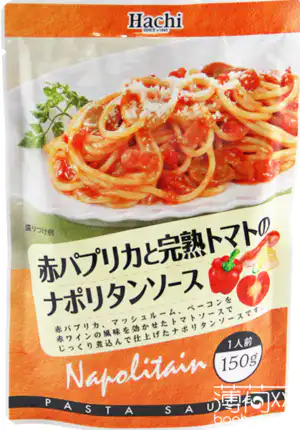 Hachi
SINCE 1845
盛りつけ例
赤パプリカと完熟トマトの
ナポリタンソース
赤パプリカ、マッシュルーム、ベーコンを
赤ワインの風味を効かせたトマトソースで
じっくり煮込んで仕上げたナポリタンソースです。
1人前
150g
Napolitain
PASTA SAU
薄荷